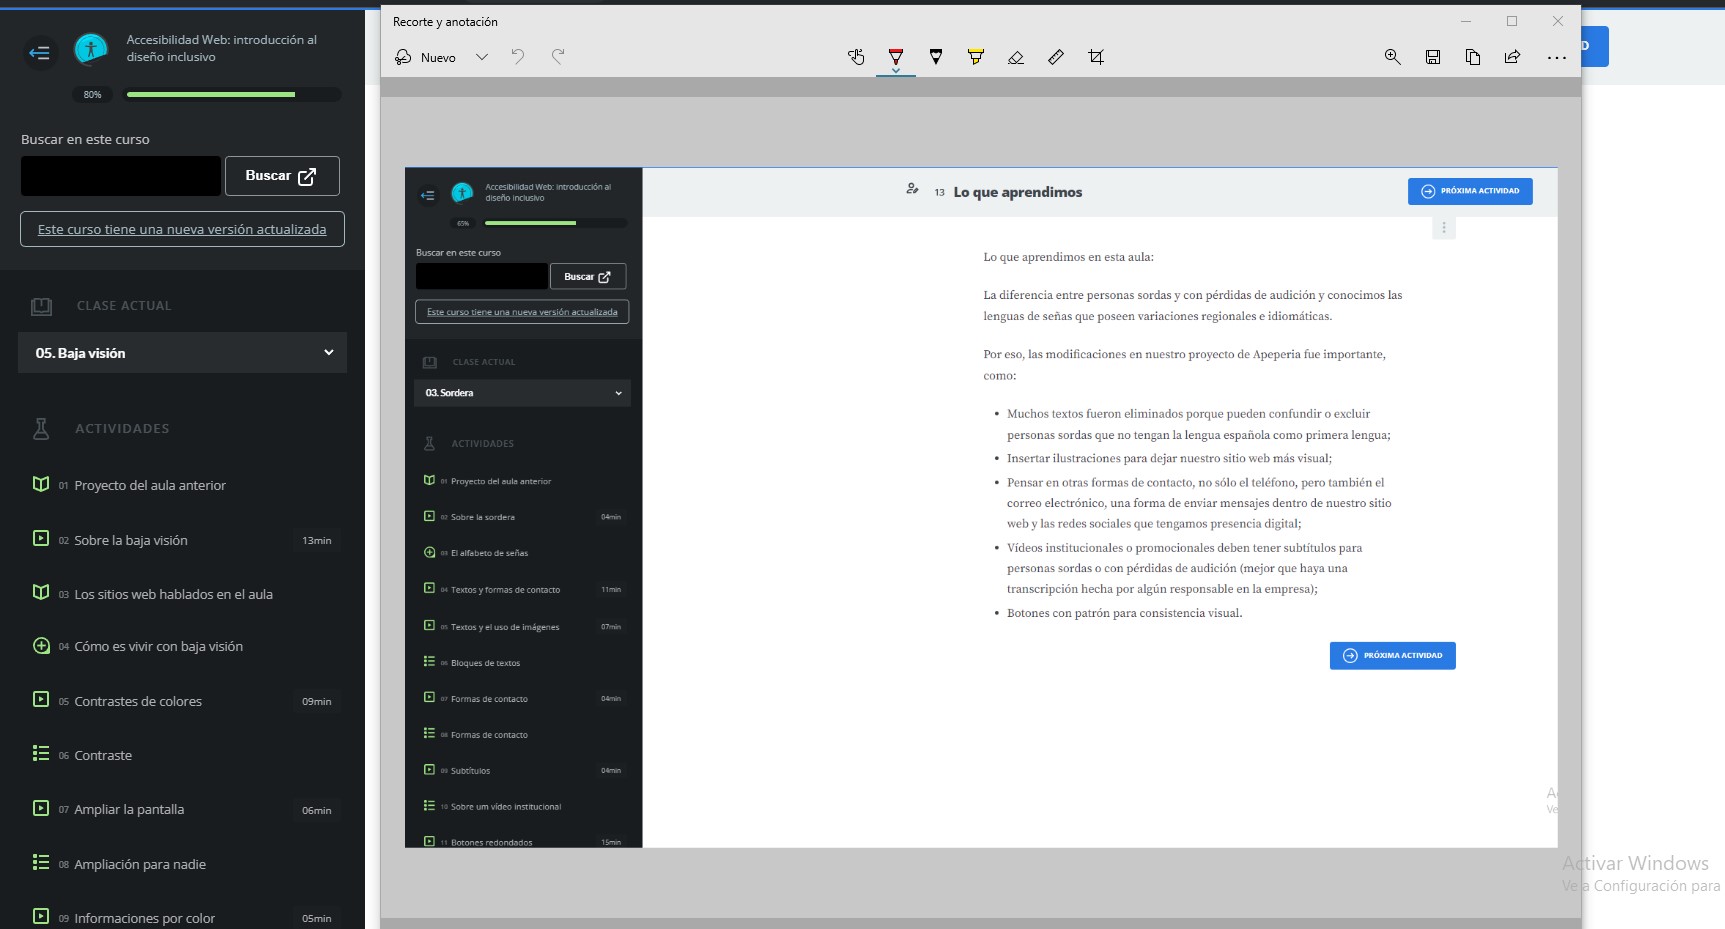 Accesibilidad Web: introducción al
diseño inclusivo
80%
Buscar en este curso
Buscar
Este curso tiene una nueva versión actualizada
CLASE ACTUAL
05. Baja visión
ACTIVIDADES
01 Proyecto del aula anterior
02 Sobre la baja visión 13min
03 Los sitios web hablados en el aula
04 Cómo es vivir con baja visión
05 Contrastes de colores 09min
06 Contraste
07 Ampliar la pantalla 06min
08 Ampliación para nadie
09 Informaciones por color 05min
Recorte y anotación
Nuevo
D
Accesibilidad Web: introducción al
diseño inclusivo
65%
Buscar en este curso
Buscar
Este curso tiene una nueva versión actualizada
CLASE ACTUAL
03. Sordera
ACTIVIDADES
01 Proyecto del aula anterior
02 Sobre la sordera 04min
03 El alfabeto de señas
04 Textos y formas de contacto 11min
05 Textos y el uso de imágenes 07min
06 Bloques de textos
07 Formas de contacto 04min
08 Formas de contacto
09 Subtítulos 04min
10 Sobre um vídeo institucional
11 Botones redondados 15min
13 Lo que aprendimos
PRÓXIMA ACTIVIDAD
Lo que aprendimos en esta aula:
La diferencia entre personas sordas y con pérdidas de audición y conocimos las
lenguas de señas que poseen variaciones regionales e idiomáticas.
Por eso, las modificaciones en nuestro proyecto de Apeperia fue importante,
como:
• Muchos textos fueron eliminados porque pueden confundir o excluir
personas sordas que no tengan la lengua española como primera lengua;
• Insertar ilustraciones para dejar nuestro sitio web más visual;
• Pensar en otras formas de contacto, no sólo el teléfono, pero también el
correo electrónico, una forma de enviar mensajes dentro de nuestro sitio
web y las redes sociales que tengamos presencia digital;
• Vídeos institucionales o promocionales deben tener subtítulos para
personas sordas o con pérdidas de audición (mejor que haya una
transcripción hecha por algún responsable en la empresa);
• Botones con patrón para consistencia visual.
PRÓXIMA ACTIVIDAD
A
Ve
Activar Windows
Ve a Configuración para